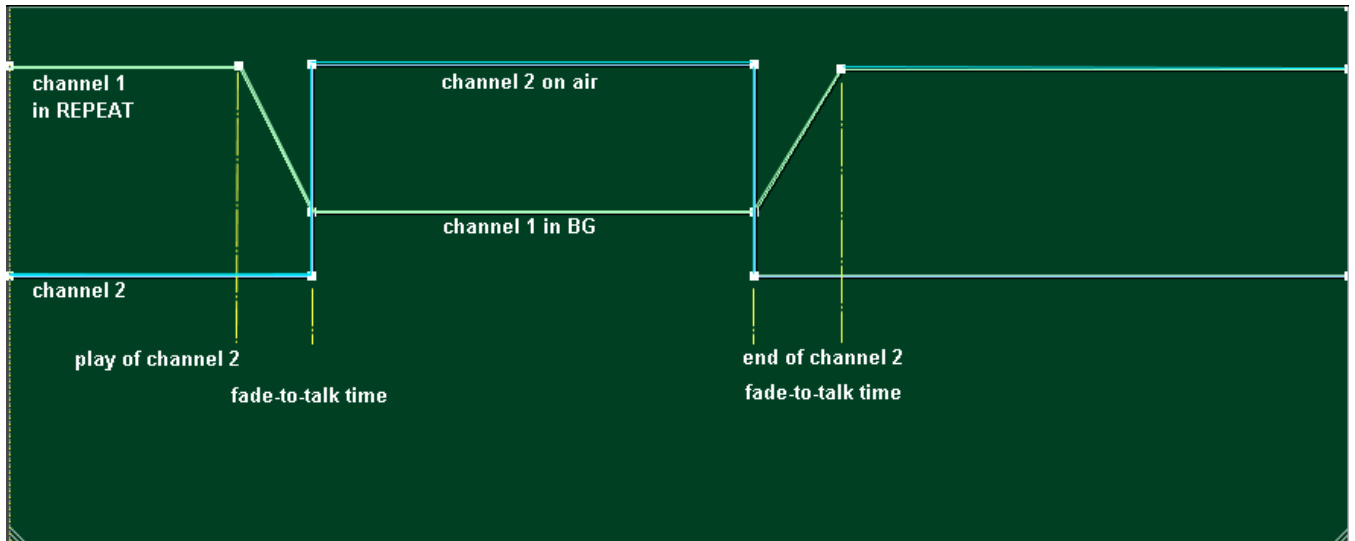 channel 1
in REPEAT
channel 2 on air
channel 1 in BG
channel 2
play of channel 2
fade-to-talk time
end of channel 2
fade-to-talk time